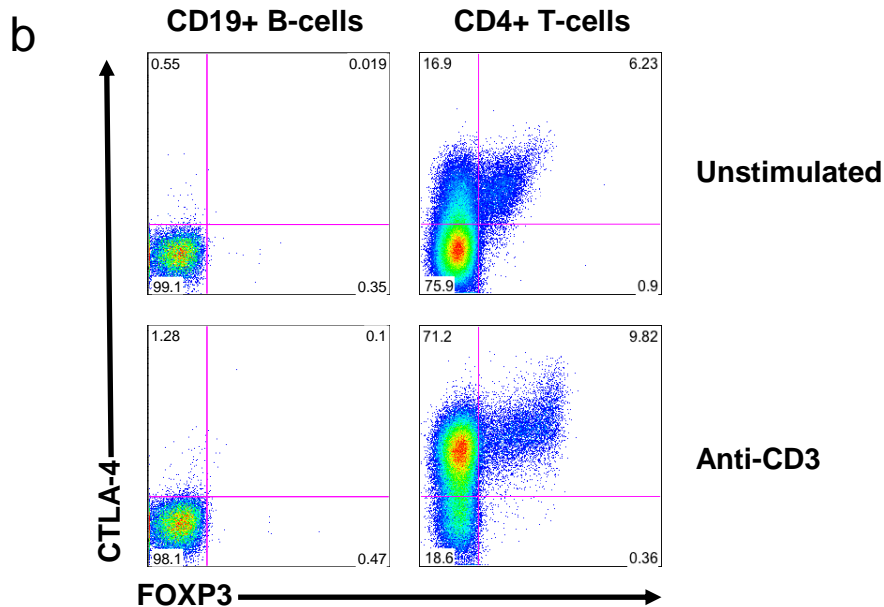 b
CD19+ B-cells CD4+ T-cells
0.55 0.019 16.9 6.23
Unstimulated
99.1 0.35 75.9 0.9
1.28 0.1 71.2 9.82
Anti-CD3
98.1 0.47 18.6 0.36
CTLA-4
FOXP3